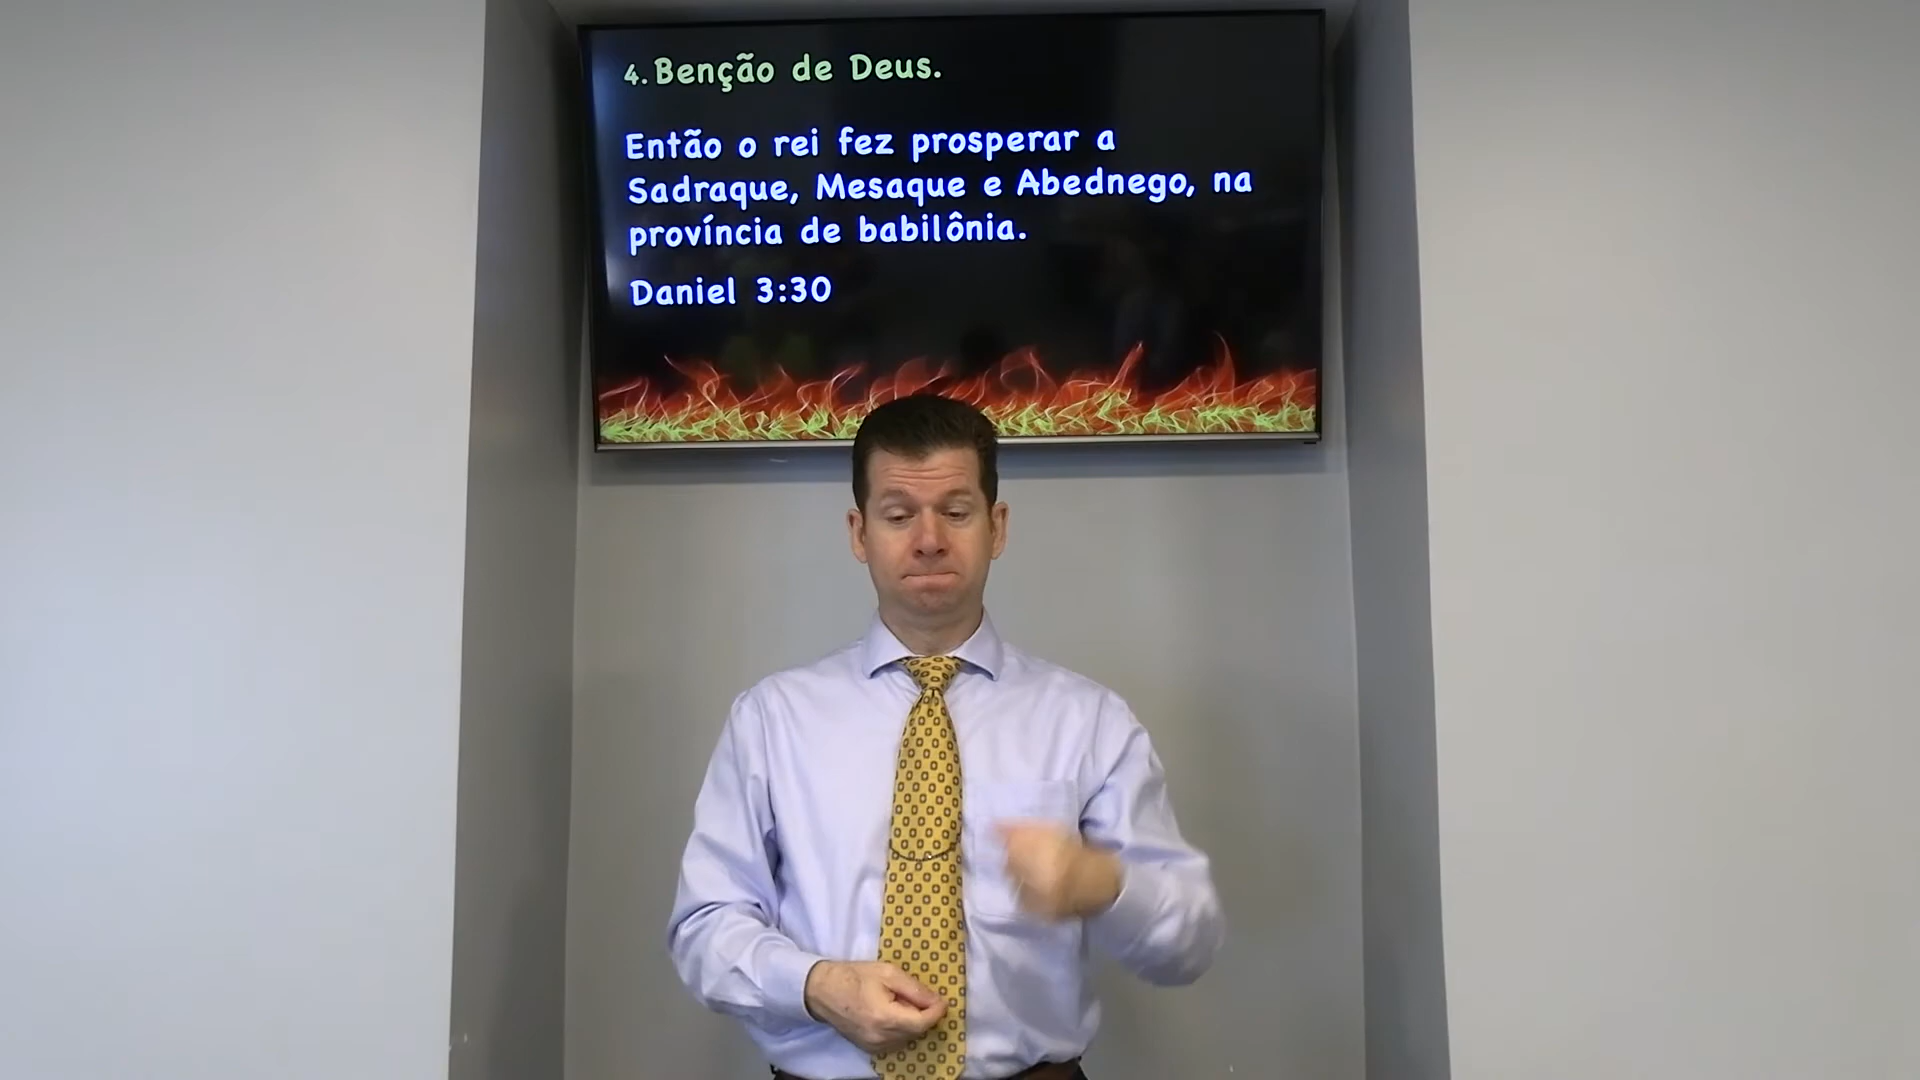 4. Benção de Deus.
Então o rei fez prosperar a
Sadraque, Mesaque e Abednego, na
província de babilônia.
Daniel 3:30